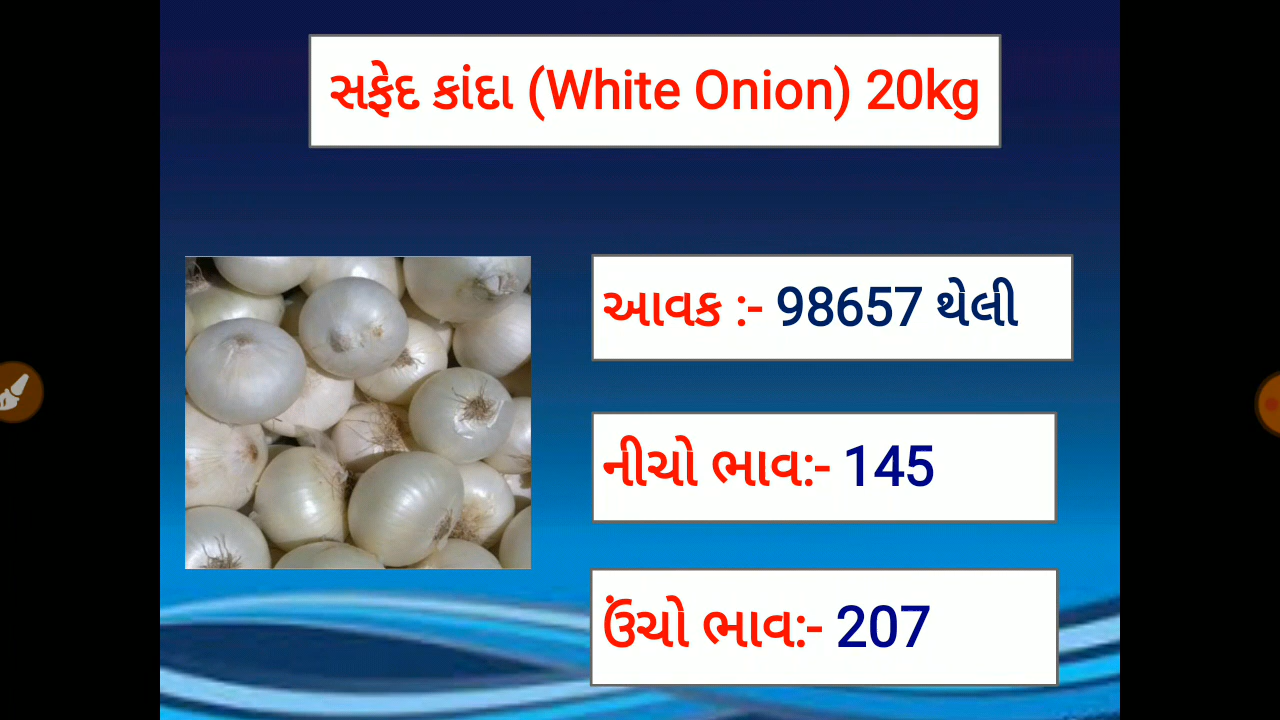 સફેદ કાંદા (White Onion) 20kg
આવક :- 98657 થેલી
નીચો ભાવ:- 145
ઉંચો ભાવ:- 207